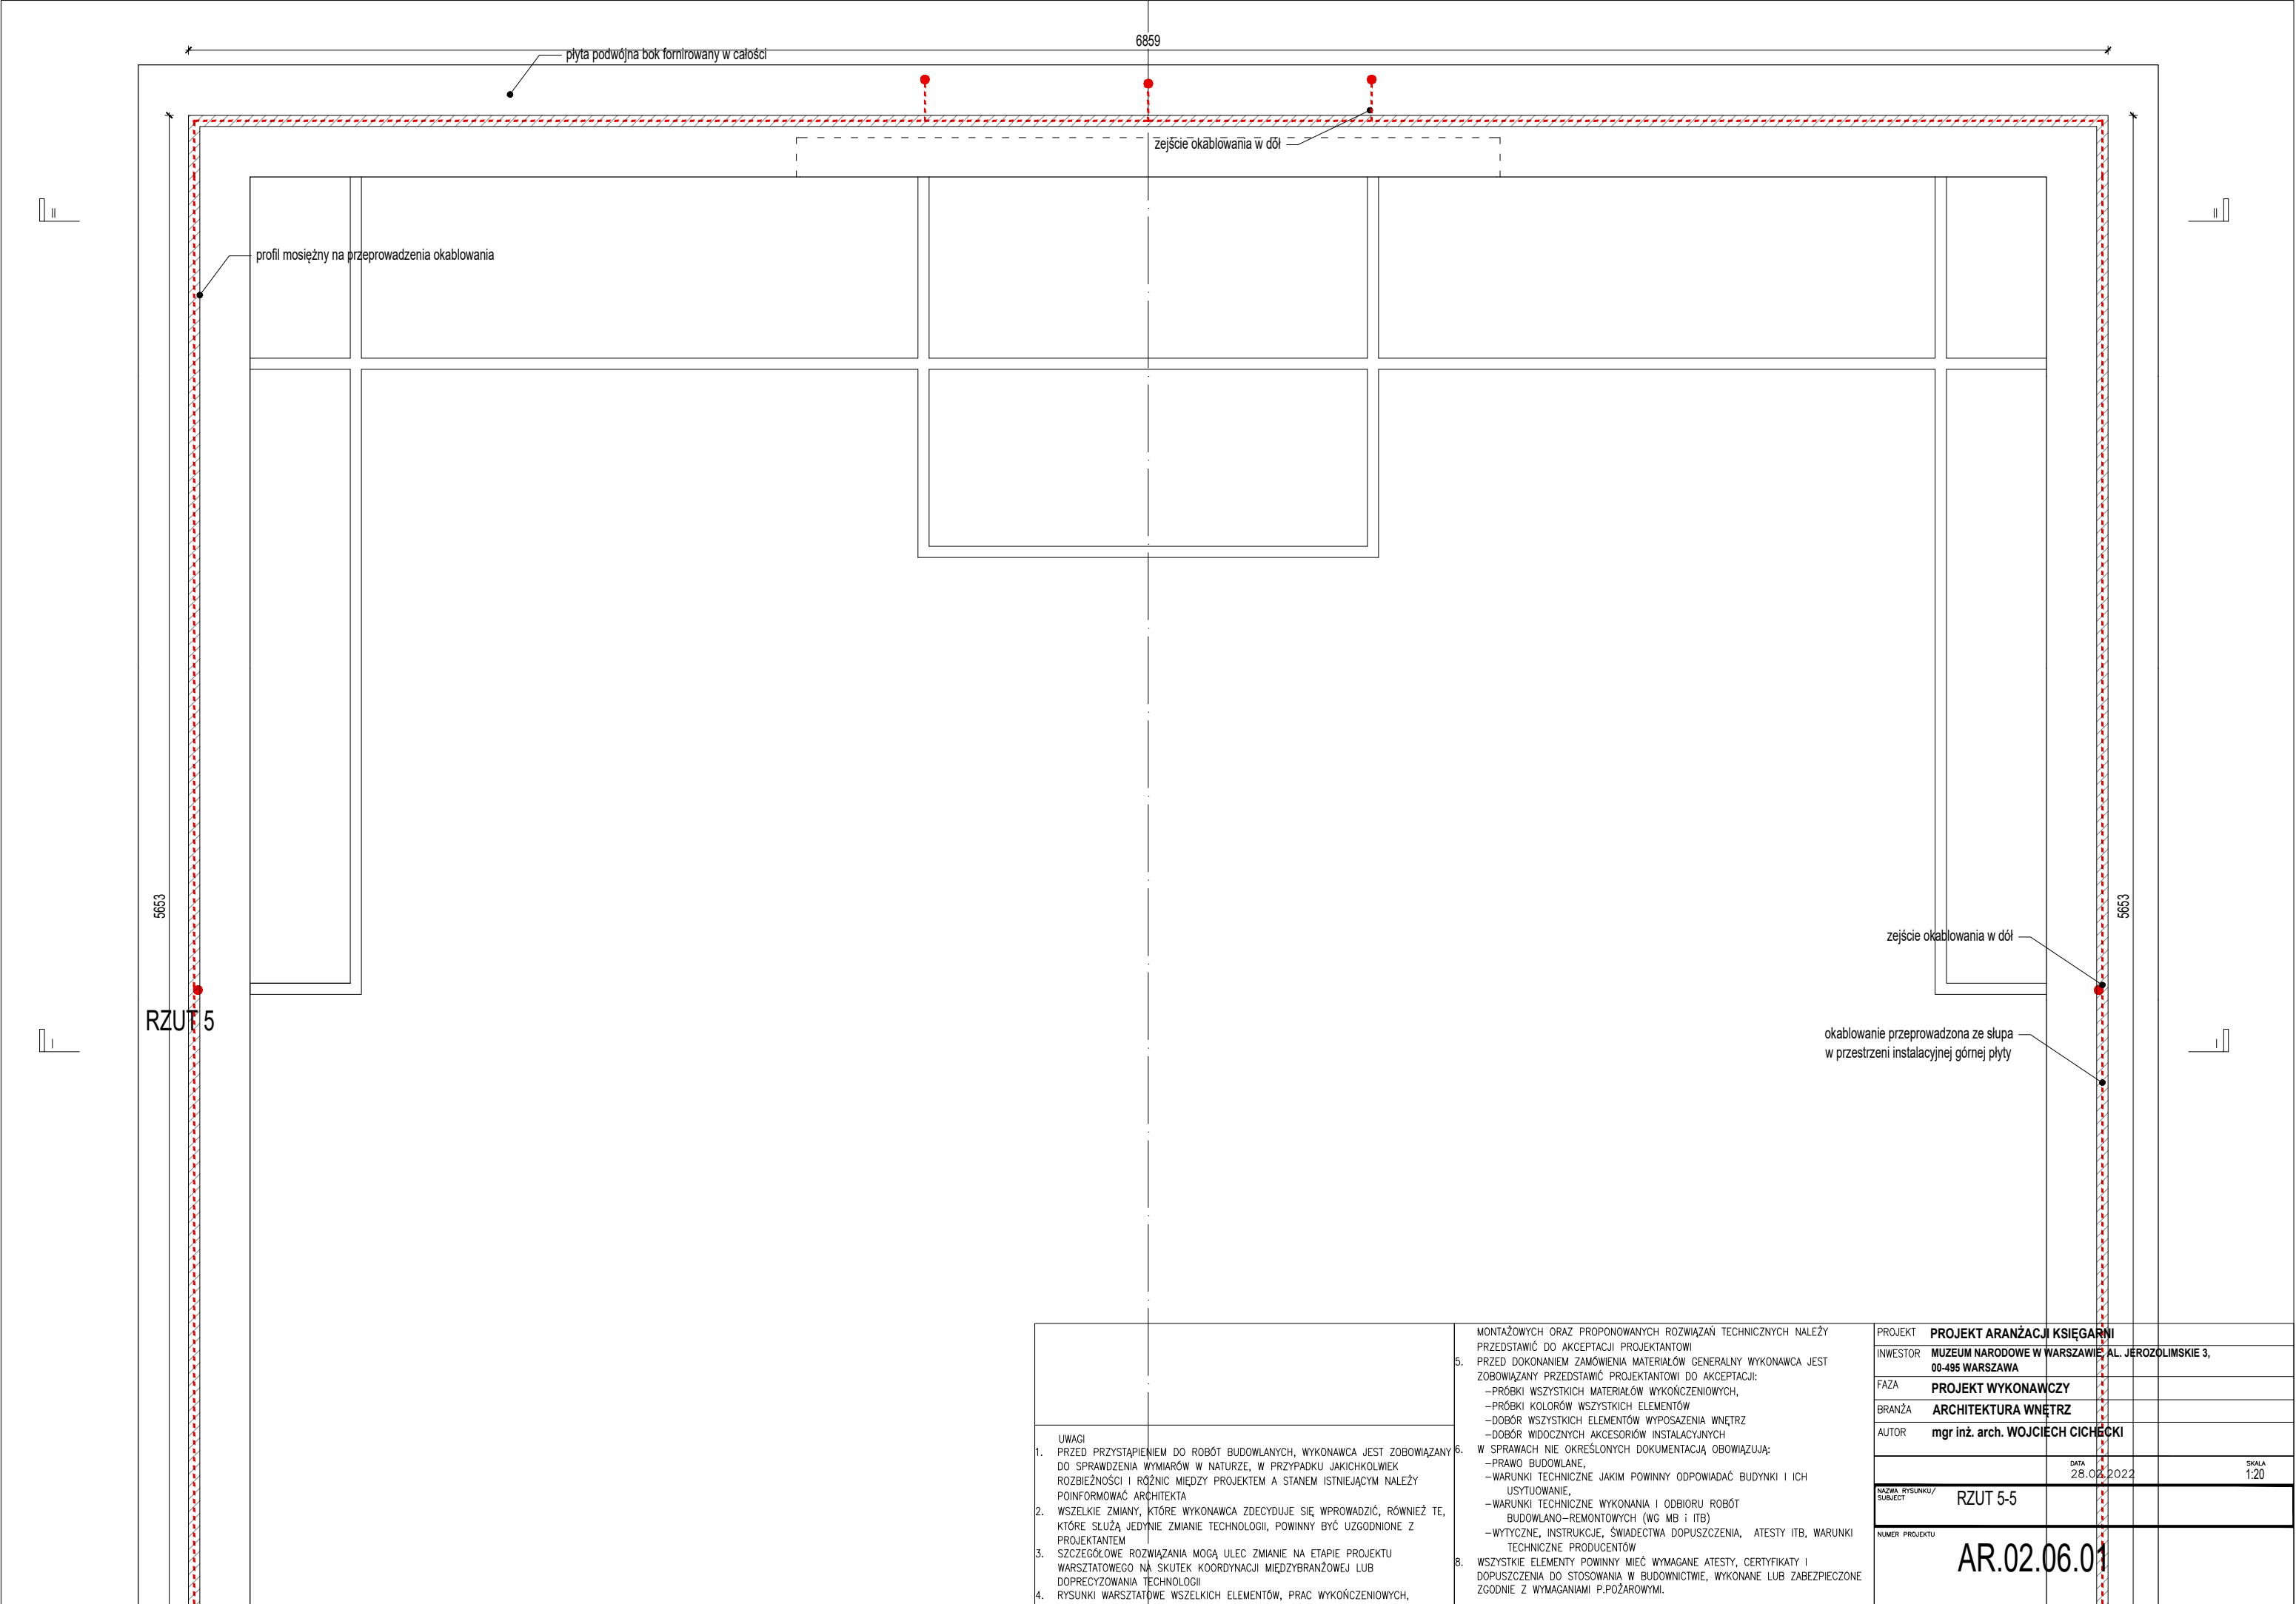 6859
płyta podwójna bok fornirowany w całości
zejście okablowania w dół
II
II
profil mosiężny na przeprowadzenia okablowania
5653
5653
zejście okablowania w dół
RZUT 5
okablowanie przeprowadzona ze słupa
w przestrzeni instalacyjnej górnej płyty
I
I
UWAGI
1. PRZED PRZYSTĄPIENIEM DO ROBÓT BUDOWLANYCH, WYKONAWCA JEST ZOBOWIĄZANY
DO SPRAWDZENIA WYMIARÓW W NATURZE, W PRZYPADKU JAKICHKOLWIEK
ROZBIEŻNOŚCI I RÓŻNIC MIĘDZY PROJEKTEM A STANEM ISTNIEJĄCYM NALEŻY
POINFORMOWAĆ ARCHITEKTA
2. WSZELKIE ZMIANY, KTÓRE WYKONAWCA ZDECYDUJE SIĘ WPROWADZIĆ, RÓWNIEŻ TE,
KTÓRE SŁUŻĄ JEDYNIE ZMIANIE TECHNOLOGII, POWINNY BYĆ UZGODNIONE Z
PROJEKTANTEM
3. SZCZEGÓŁOWE ROZWIĄZANIA MOGĄ ULEC ZMIANIE NA ETAPIE PROJEKTU
WARSZTATOWEGO NA SKUTEK KOORDYNACJI MIĘDZYBRANŻOWEJ LUB
DOPRECYZOWANIA TECHNOLOGII
4. RYSUNKI WARSZTATOWE WSZELKICH ELEMENTÓW, PRAC WYKOŃCZENIOWYCH,
MONTAŻOWYCH ORAZ PROPONOWANYCH ROZWIĄZAŃ TECHNICZNYCH NALEŻY
PRZEDSTAWIĆ DO AKCEPTACJI PROJEKTANTOWI
5. PRZED DOKONANIEM ZAMÓWIENIA MATERIAŁÓW GENERALNY WYKONAWCA JEST
ZOBOWIĄZANY PRZEDSTAWIĆ PROJEKTANTOWI DO AKCEPTACJI:
–PRÓBKI WSZYSTKICH MATERIAŁÓW WYKOŃCZENIOWYCH,
–PRÓBKI KOLORÓW WSZYSTKICH ELEMENTÓW
–DOBÓR WSZYSTKICH ELEMENTÓW WYPOSAZENIA WNĘTRZ
–DOBÓR WIDOCZNYCH AKCESORIÓW INSTALACYJNYCH
6. W SPRAWACH NIE OKREŚLONYCH DOKUMENTACJĄ OBOWIĄZUJĄ:
–PRAWO BUDOWLANE,
–WARUNKI TECHNICZNE JAKIM POWINNY ODPOWIADAĆ BUDYNKI I ICH
USYTUOWANIE,
–WARUNKI TECHNICZNE WYKONANIA I ODBIORU ROBÓT
BUDOWLANO–REMONTOWYCH (WG MB i ITB)
–WYTYCZNE, INSTRUKCJE, ŚWIADECTWA DOPUSZCZENIA, ATESTY ITB, WARUNKI
TECHNICZNE PRODUCENTÓW
8. WSZYSTKIE ELEMENTY POWINNY MIEĆ WYMAGANE ATESTY, CERTYFIKATY I
DOPUSZCZENIA DO STOSOWANIA W BUDOWNICTWIE, WYKONANE LUB ZABEZPIECZONE
ZGODNIE Z WYMAGANIAMI P.POŻAROWYMI.
PROJEKT PROJEKT ARANŻACJI KSIĘGARNI
INWESTOR MUZEUM NARODOWE W WARSZAWIE, AL. JEROZOLIMSKIE 3,
00-495 WARSZAWA
FAZA PROJEKT WYKONAWCZY
BRANŻA ARCHITEKTURA WNĘTRZ
AUTOR mgr inż. arch. WOJCIECH CICHECKI
DATA SKALA
28.02.2022 1:20
NAZWA RYSUNKU/
SUBJECT RZUT 5-5
NUMER PROJEKTU
AR.02.06.01